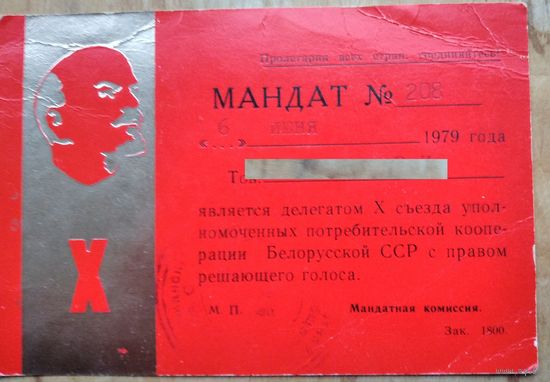 Пролетарии всех стран, соединяйтесь!
МАНДАТ № 208
« 6 » июня 1979 года
Тов.
является делегатом X съезда упол-
номоченных потребительской коопе-
рации Белорусской ССР с правом
решающего голоса.
М. П.
Мандатная комиссия.
Зак. 1800.
X